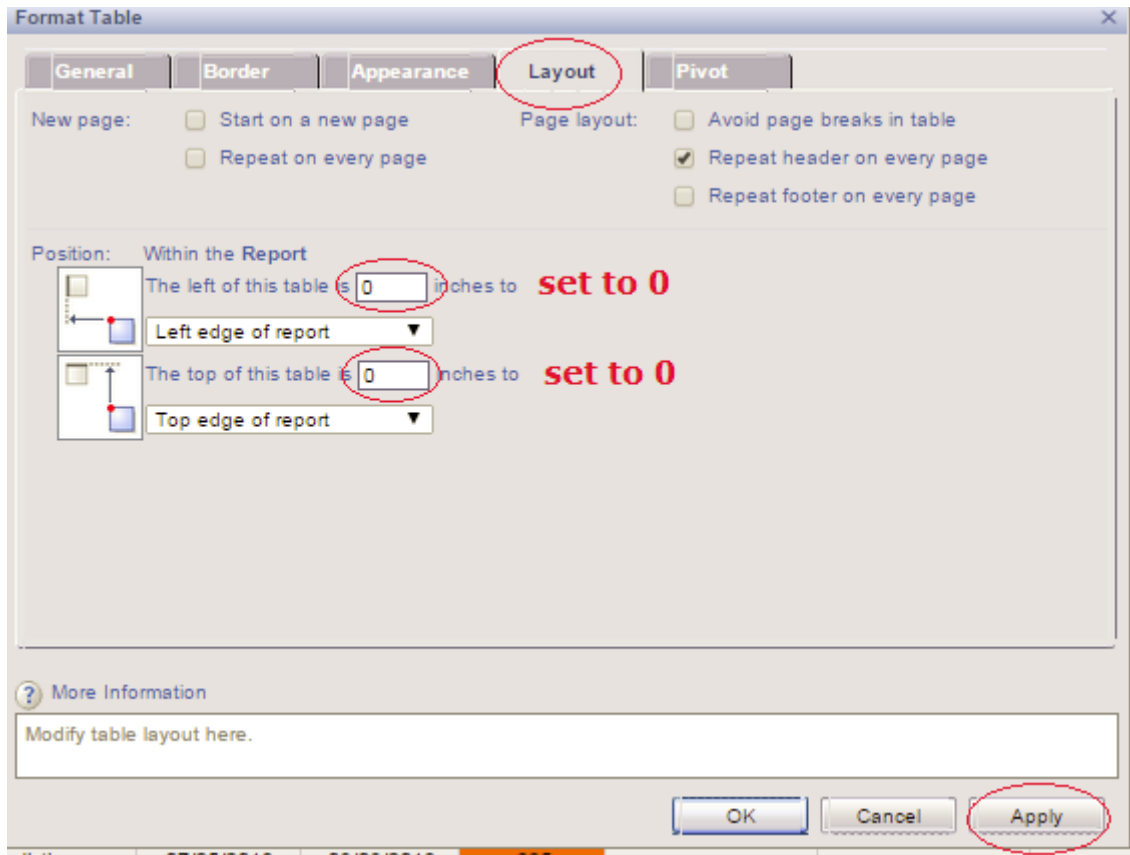 Format Table
General Border Appearance Layout Pivot
New page: Start on a new page Page layout: Avoid page breaks in table
Repeat on every page Repeat header on every page
Repeat footer on every page
Position: Within the Report
The left of this table is 0 inches to set to 0
Left edge of report
The top of this table is 0 inches to set to 0
Top edge of report
? More Information
Modify table layout here.
OK Cancel Apply